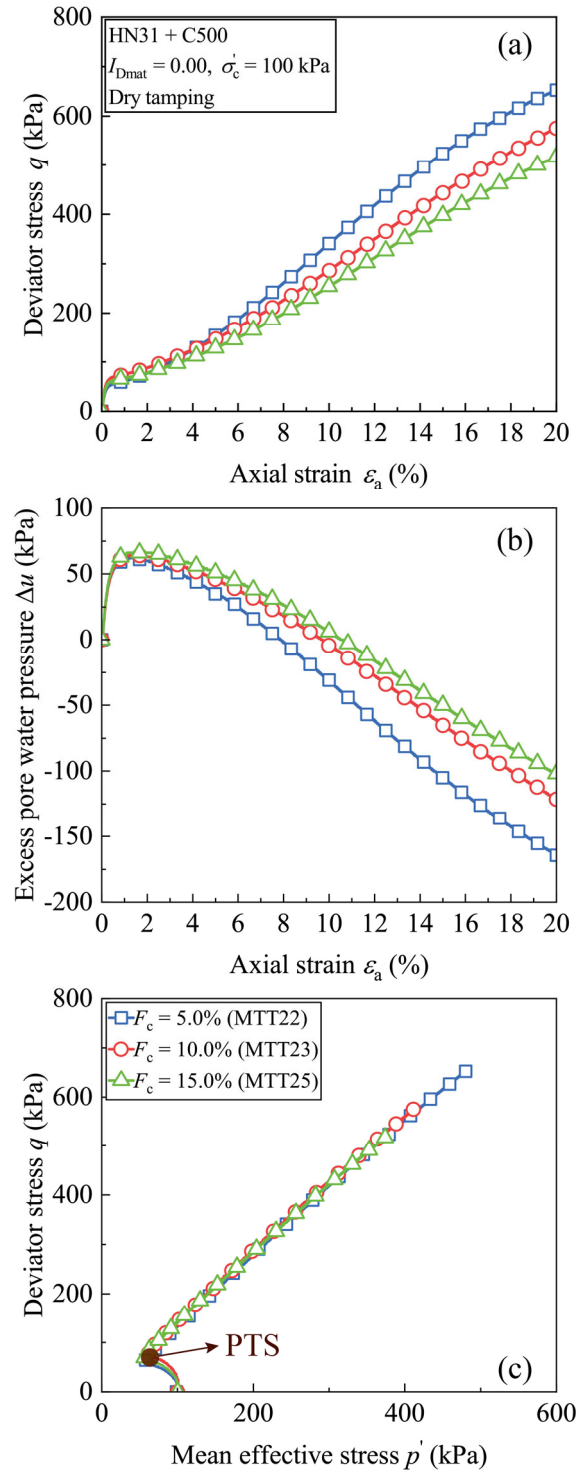 (a)
HN31 + C500
I_Dmat = 0.00, σ'_c = 100 kPa
Dry tamping
800
600
400
200
0
Deviator stress q (kPa)
0 2 4 6 8 10 12 14 16 18 20
Axial strain ε_a (%)
(b)
100
50
0
-50
-100
-150
-200
Excess pore water pressure Δu (kPa)
0 2 4 6 8 10 12 14 16 18 20
Axial strain ε_a (%)
800
600
400
200
0
Deviator stress q (kPa)
F_c = 5.0% (MTT22)
F_c = 10.0% (MTT23)
F_c = 15.0% (MTT25)
PTS
(c)
0 200 400 600
Mean effective stress p' (kPa)